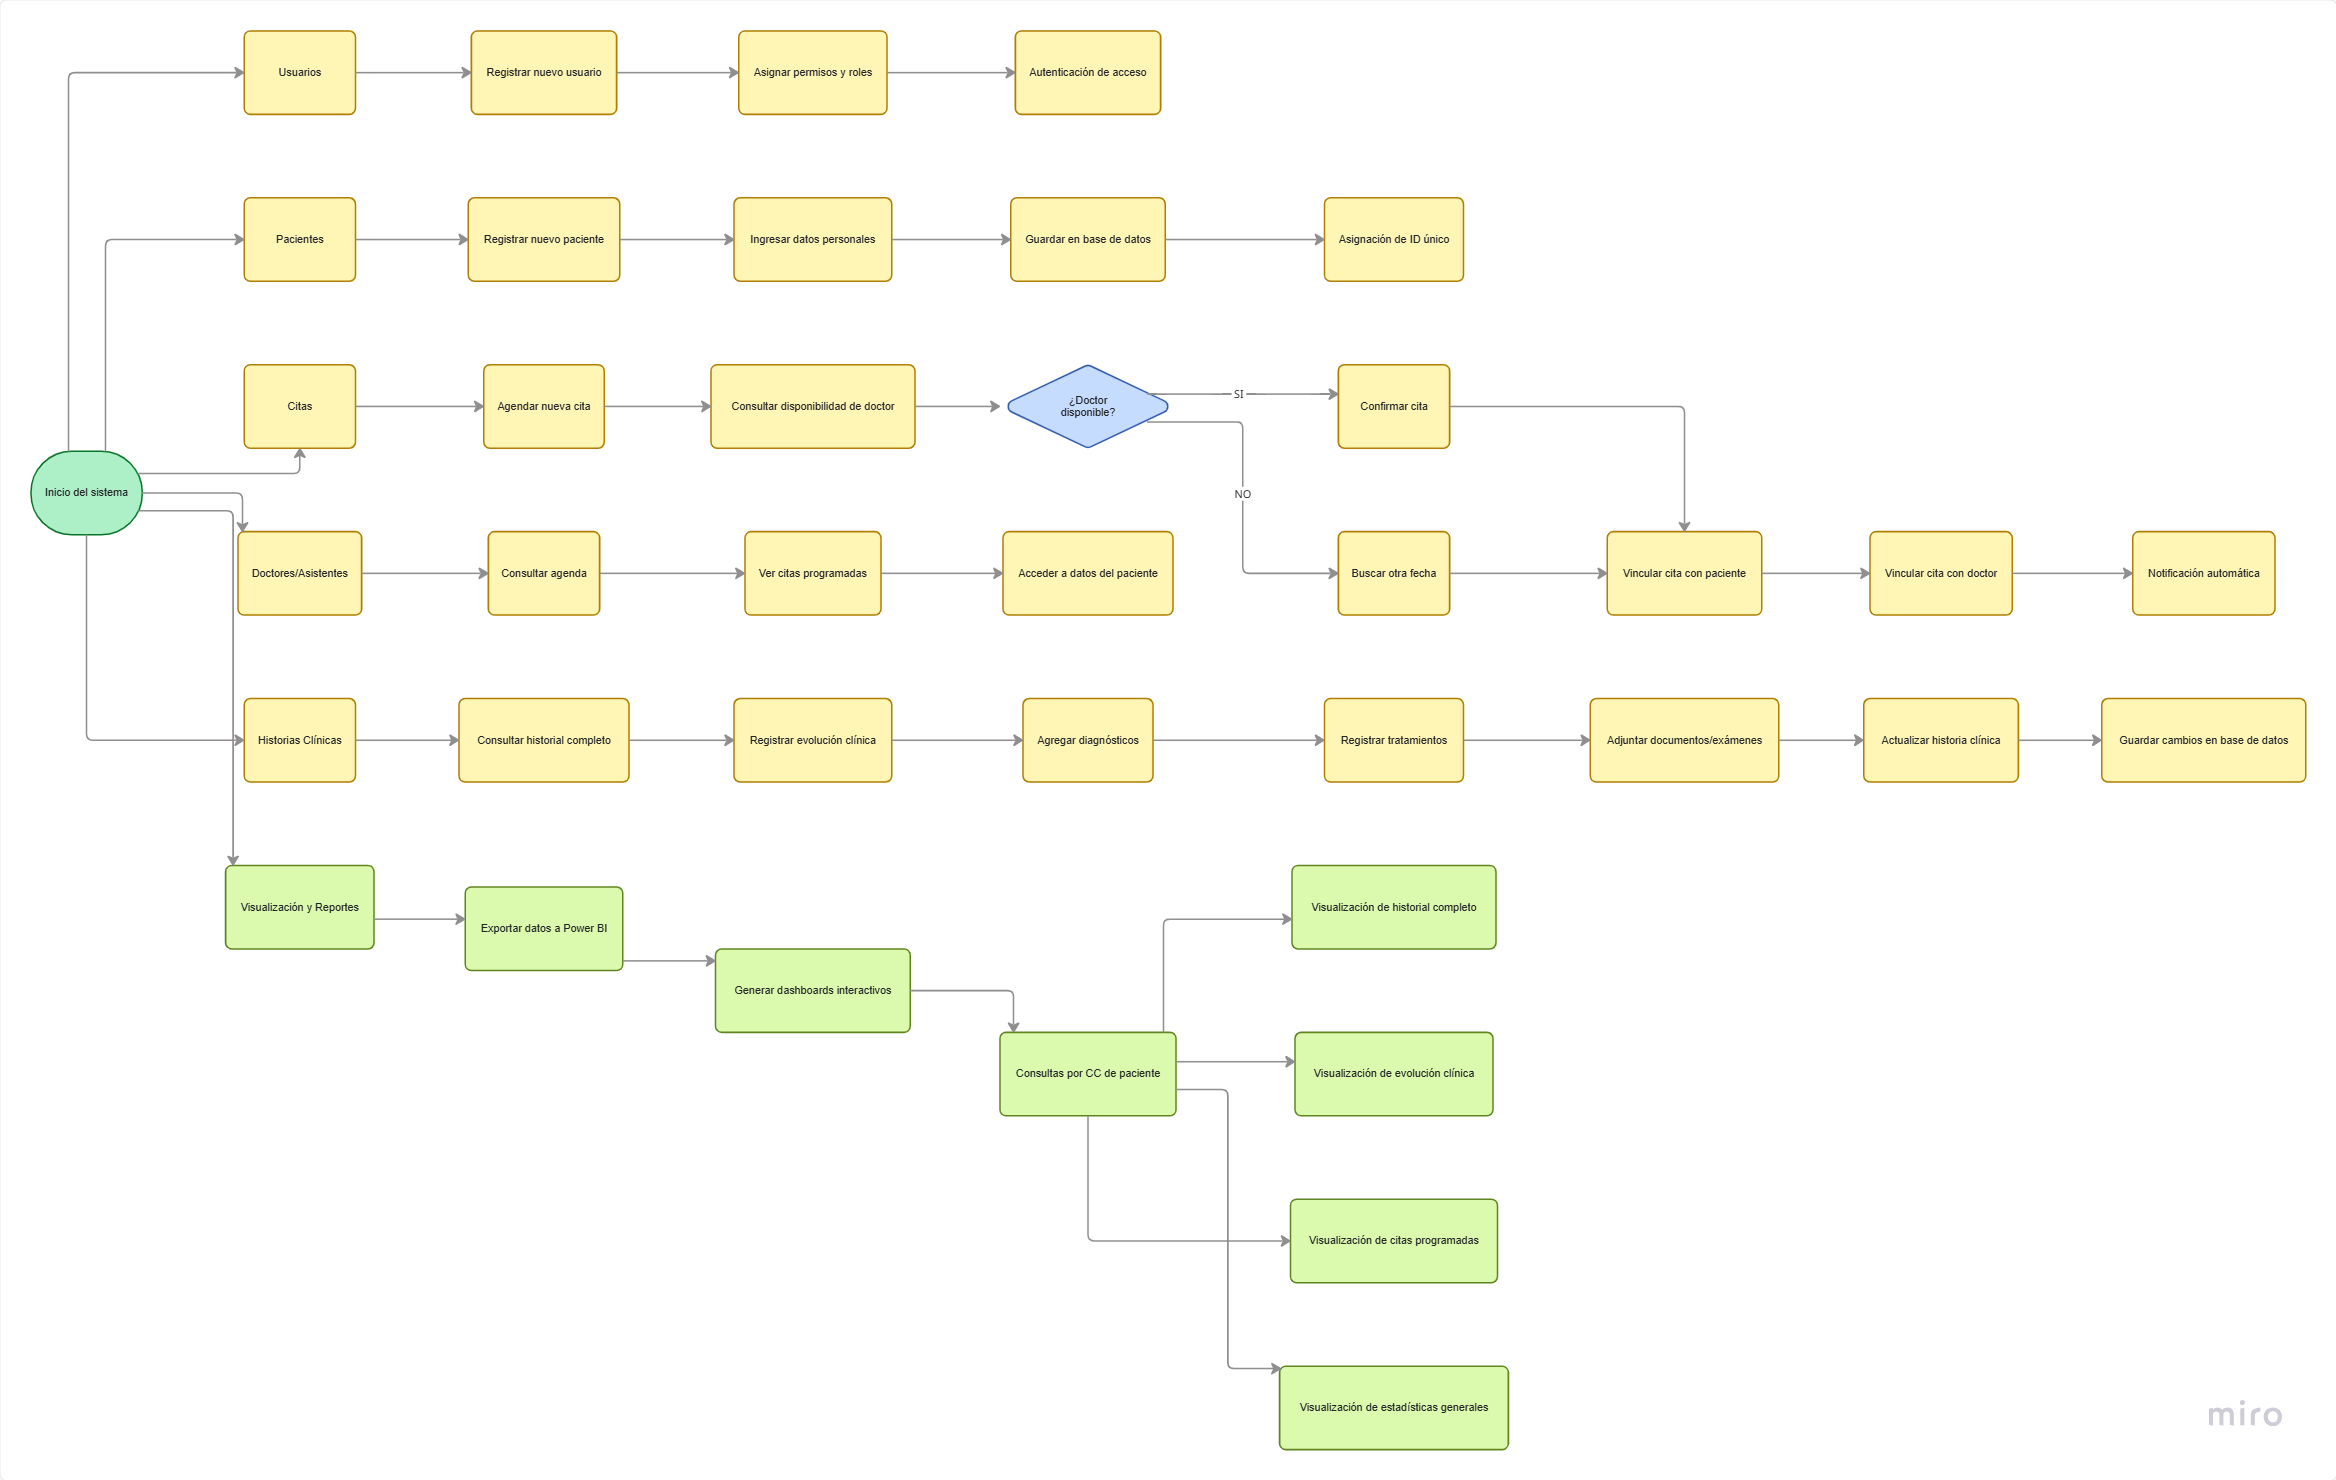 Usuarios
Registrar nuevo usuario
Asignar permisos y roles
Autenticación de acceso
Pacientes
Registrar nuevo paciente
Ingresar datos personales
Guardar en base de datos
Asignación de ID único
Citas
Agendar nueva cita
Consultar disponibilidad de doctor
¿Doctor
disponible?
SI
Confirmar cita
Inicio del sistema
NO
Doctores/Asistentes
Consultar agenda
Ver citas programadas
Acceder a datos del paciente
Buscar otra fecha
Vincular cita con paciente
Vincular cita con doctor
Notificación automática
Historias Clínicas
Consultar historial completo
Registrar evolución clínica
Agregar diagnósticos
Registrar tratamientos
Adjuntar documentos/exámenes
Actualizar historia clínica
Guardar cambios en base de datos
Visualización y Reportes
Exportar datos a Power BI
Generar dashboards interactivos
Consultas por CC de paciente
Visualización de historial completo
Visualización de evolución clínica
Visualización de citas programadas
Visualización de estadísticas generales
miro